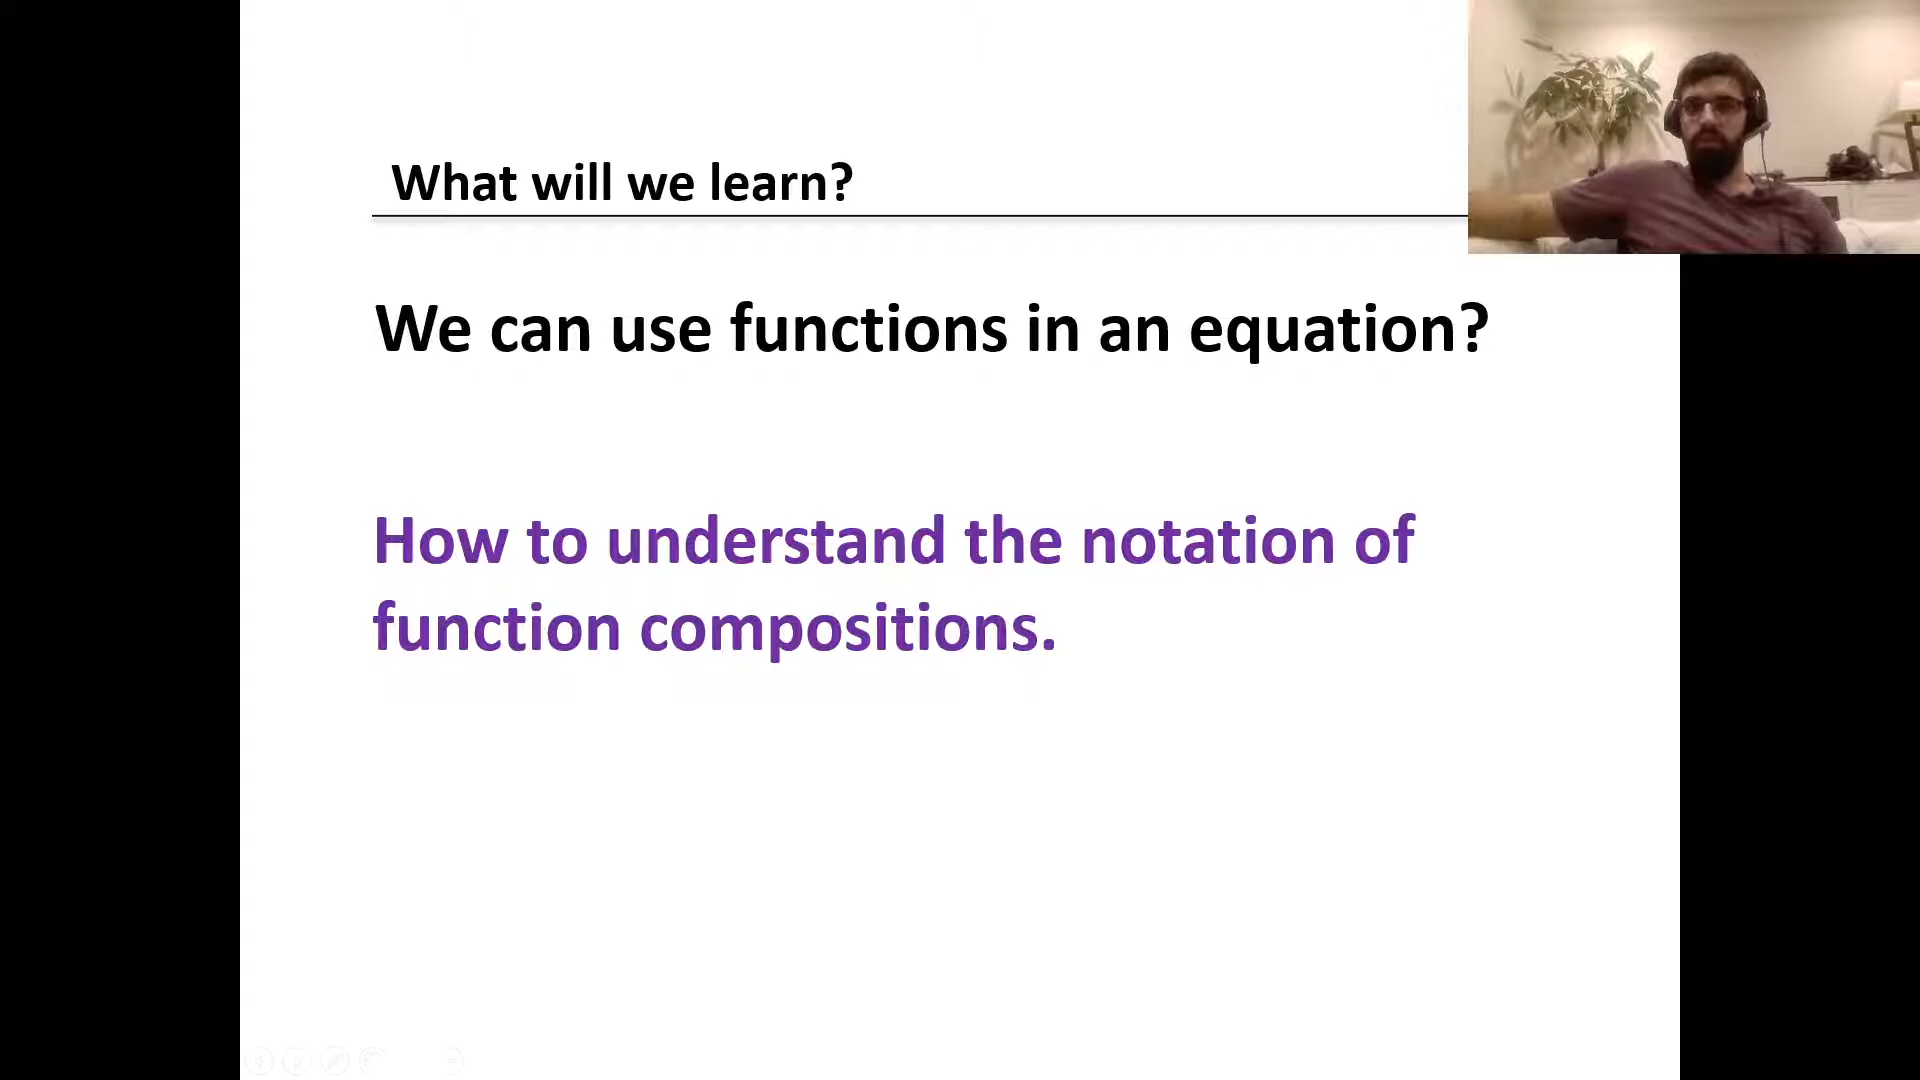 What will we learn?
We can use functions in an equation?
How to understand the notation of
function compositions.